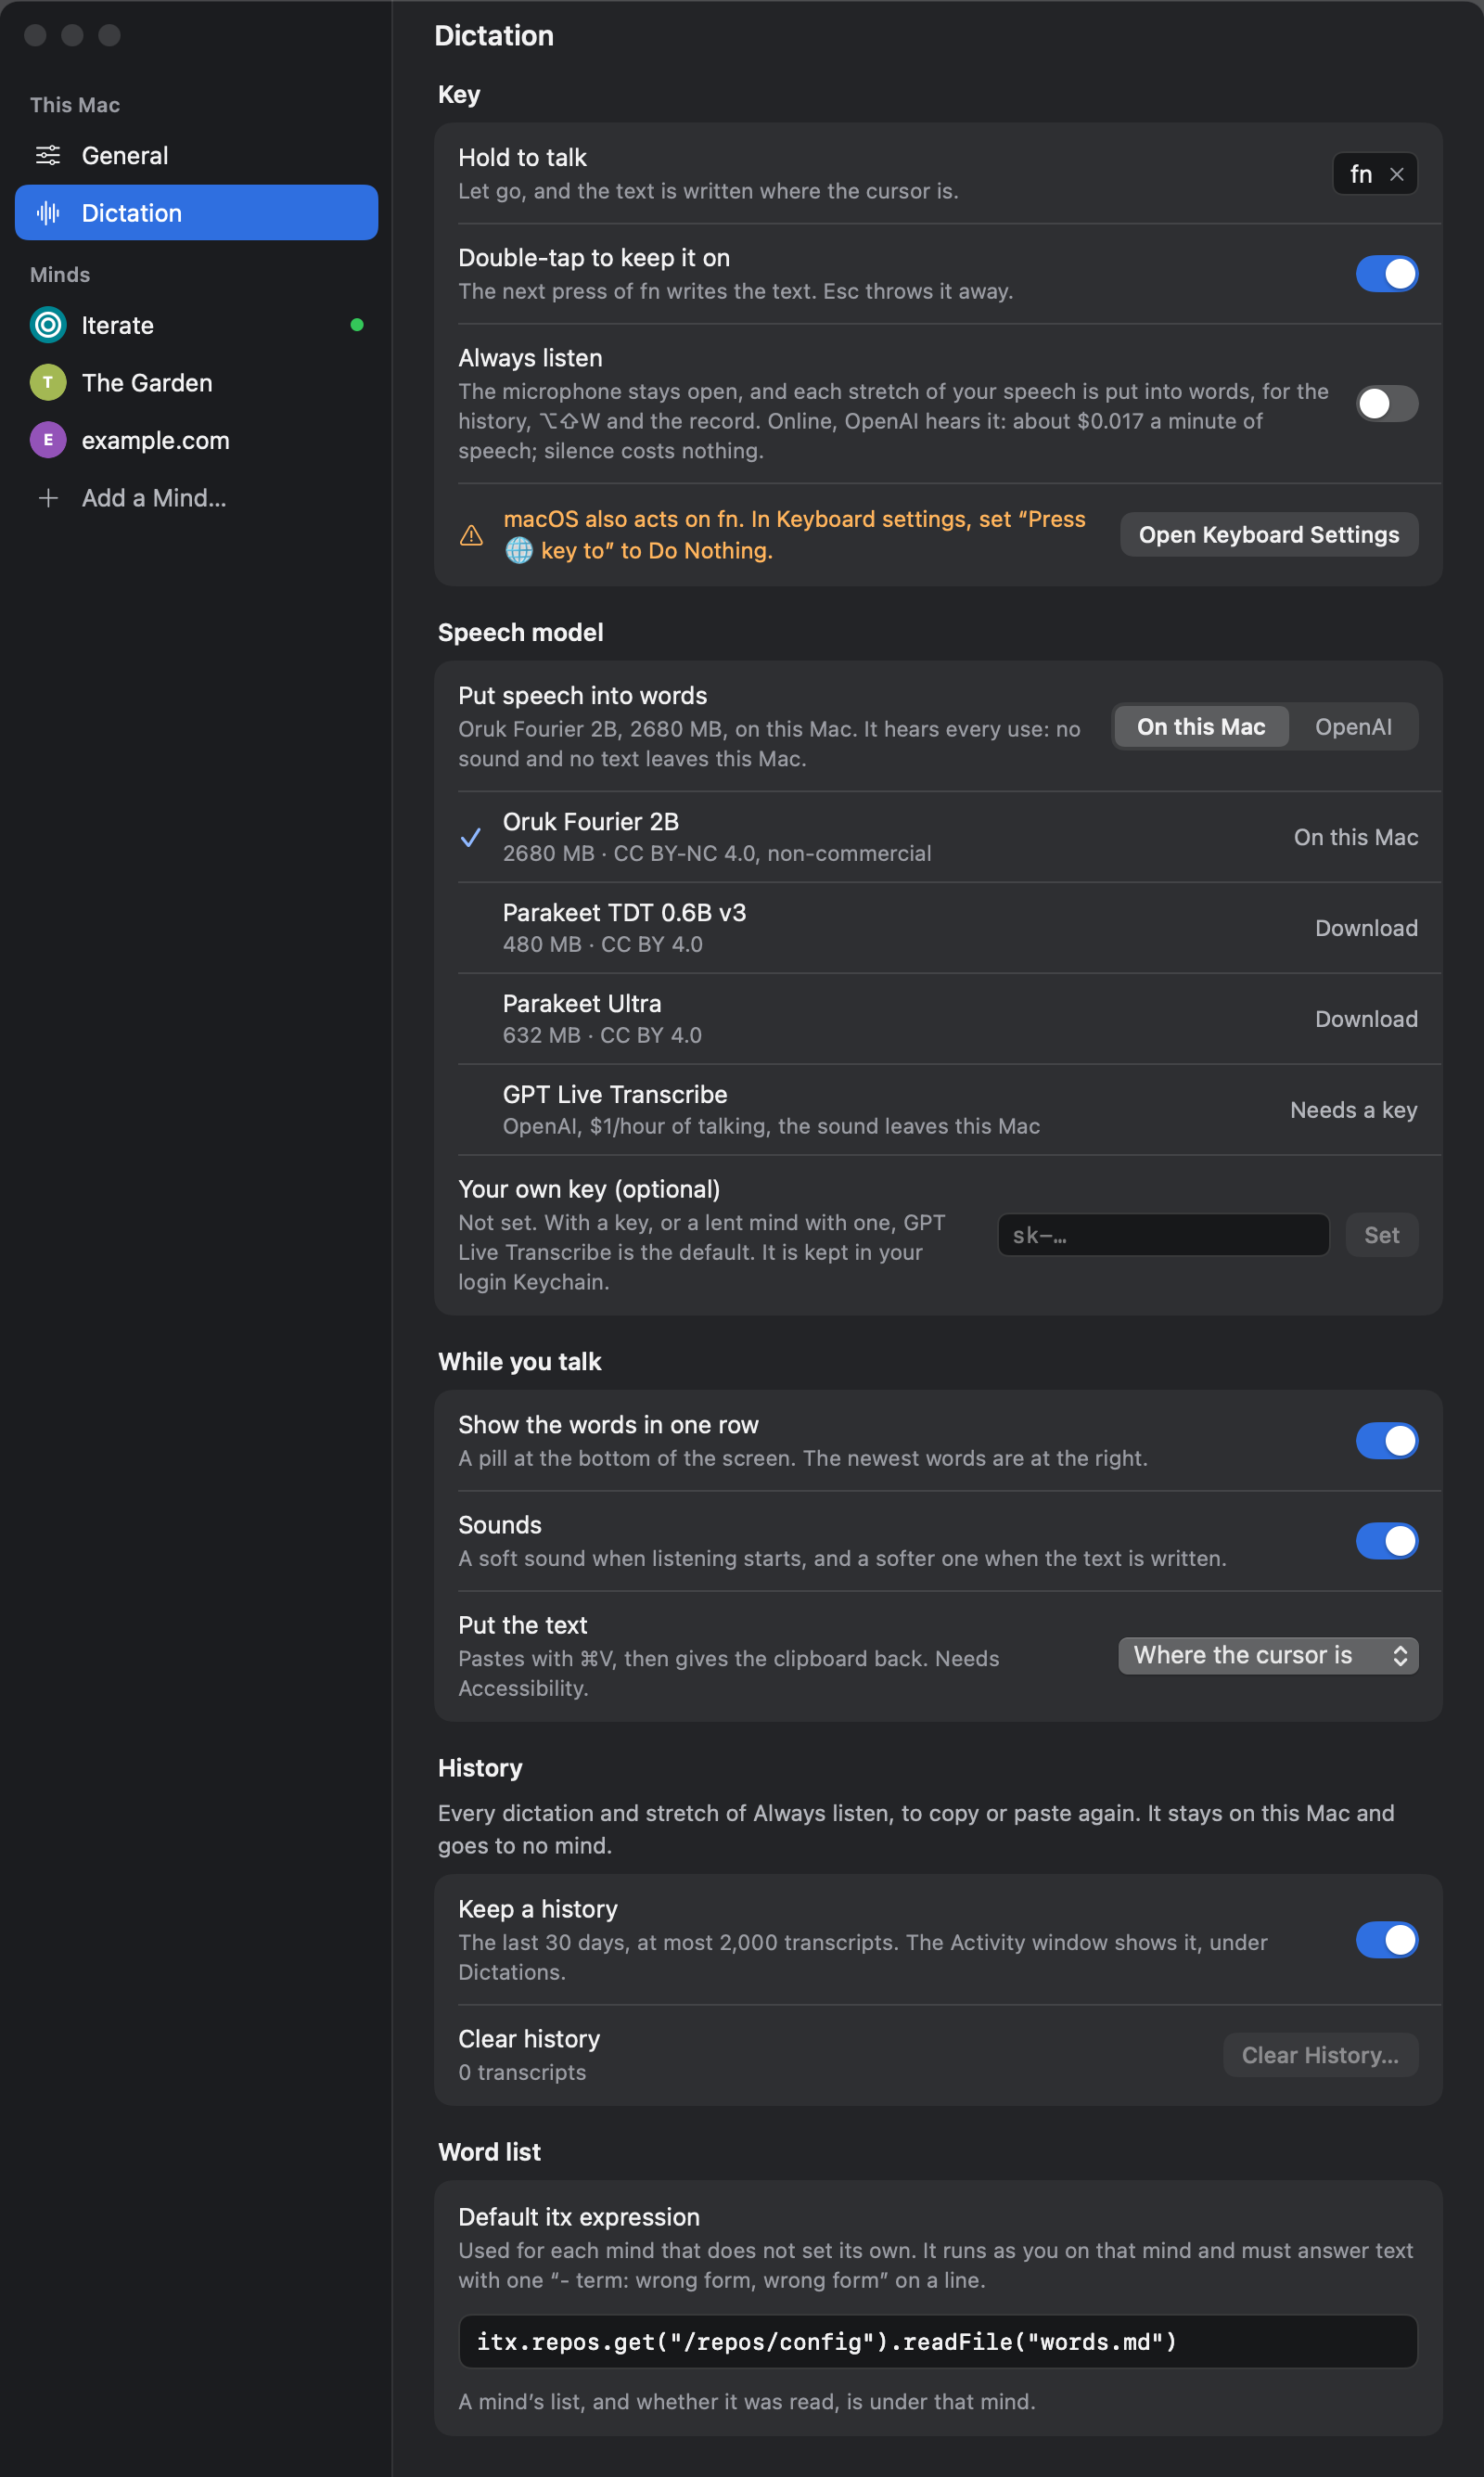 This Mac
General
Dictation
Minds
Iterate
T
The Garden
E
example.com
Add a Mind...
Dictation
Key
Hold to talk
Let go, and the text is written where the cursor is.
fn
Double-tap to keep it on
The next press of fn writes the text. Esc throws it away.
Always listen
The microphone stays open, and each stretch of your speech is put into words, for the
history, ⌥⇧W and the record. Online, OpenAI hears it: about $0.017 a minute of
speech; silence costs nothing.
macOS also acts on fn. In Keyboard settings, set “Press
🌐 key to” to Do Nothing.
Open Keyboard Settings
Speech model
Put speech into words
Oruk Fourier 2B, 2680 MB, on this Mac. It hears every use: no
sound and no text leaves this Mac.
On this Mac
OpenAI
Oruk Fourier 2B
2680 MB · CC BY-NC 4.0, non-commercial
On this Mac
Parakeet TDT 0.6B v3
480 MB · CC BY 4.0
Download
Parakeet Ultra
632 MB · CC BY 4.0
Download
GPT Live Transcribe
OpenAI, $1/hour of talking, the sound leaves this Mac
Needs a key
Your own key (optional)
Not set. With a key, or a lent mind with one, GPT
Live Transcribe is the default. It is kept in your
login Keychain.
sk-…
Set
While you talk
Show the words in one row
A pill at the bottom of the screen. The newest words are at the right.
Sounds
A soft sound when listening starts, and a softer one when the text is written.
Put the text
Pastes with ⌘V, then gives the clipboard back. Needs
Accessibility.
Where the cursor is
History
Every dictation and stretch of Always listen, to copy or paste again. It stays on this Mac and
goes to no mind.
Keep a history
The last 30 days, at most 2,000 transcripts. The Activity window shows it, under
Dictations.
Clear history
0 transcripts
Clear History...
Word list
Default itx expression
Used for each mind that does not set its own. It runs as you on that mind and must answer text
with one “- term: wrong form, wrong form” on a line.
itx.repos.get("/repos/config").readFile("words.md")
A mind’s list, and whether it was read, is under that mind.